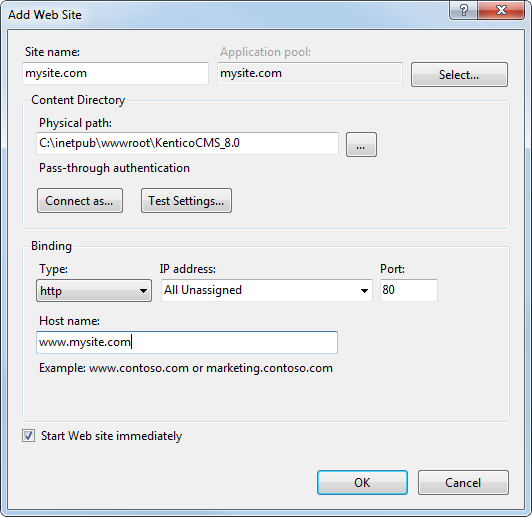 Add Web Site
?
Site name:
Application pool:
mysite.com
mysite.com
Select...
Content Directory
Physical path:
C:\inetpub\wwwroot\KenticoCMS_8.0
...
Pass-through authentication
Connect as...
Test Settings...
Binding
Type:
IP address:
Port:
http
All Unassigned
80
Host name:
www.mysite.com
Example: www.contoso.com or marketing.contoso.com
Start Web site immediately
OK
Cancel